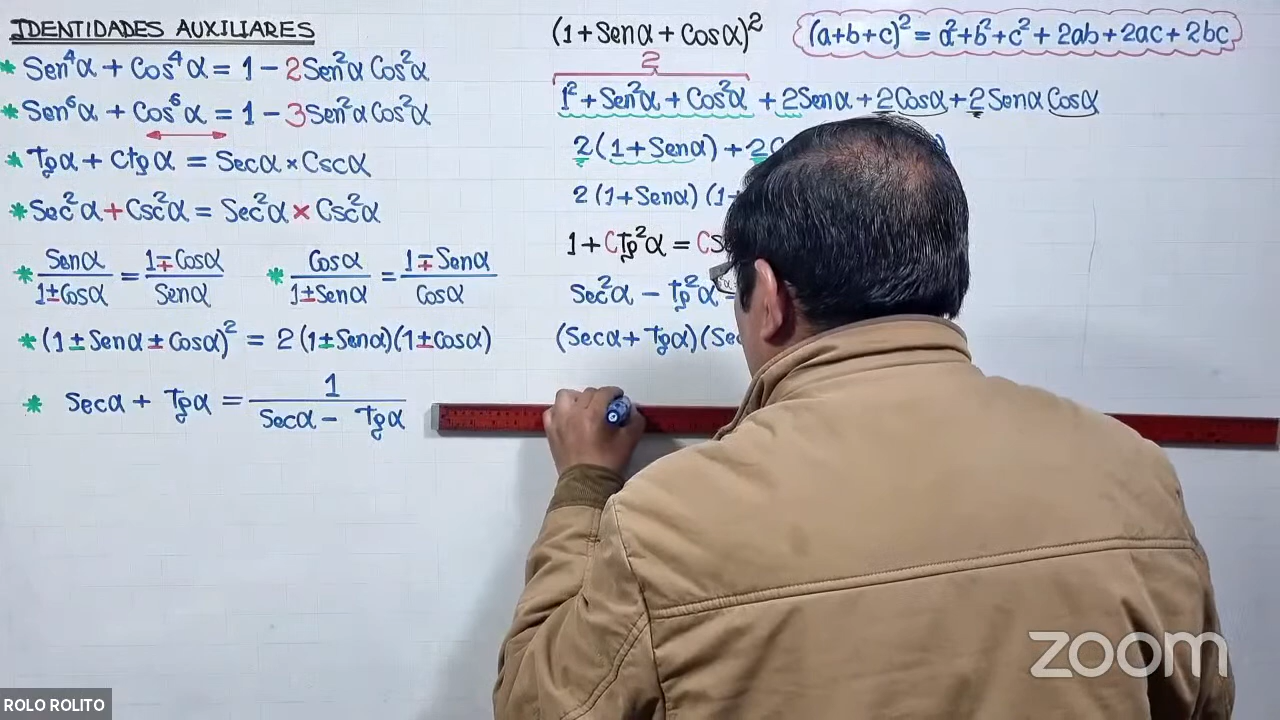 IDENTIDADES AUXILIARES
* Sen⁴α + Cos⁴α = 1 - 2Sen²α Cos²α
* Sen⁶α + Cos⁶α = 1 - 3Sen²α Cos²α
* Tgα + Ctgα = Secα × Cscα
* Sec²α + Csc²α = Sec²α × Csc²α
* Senα/1±Cosα = 1∓Cosα/Senα * Cosα/1±Senα = 1∓Senα/Cosα
* (1 ± Senα ± Cosα)² = 2(1±Senα)(1±Cosα)
* Secα + Tgα = 1/Secα - Tgα
(1 + Senα + Cosα)²
(a+b+c)² = a²+b²+c² + 2ab + 2ac + 2bc
2
1² + Sen²α + Cos²α + 2Senα + 2Cosα + 2SenαCosα
2(1 + Senα) + 2C
2(1 + Senα)(1
1 + Ctg²α = Cs
Sec²α - Tg²α
(Secα + Tgα)(Sec
zoom
ROLO ROLITO